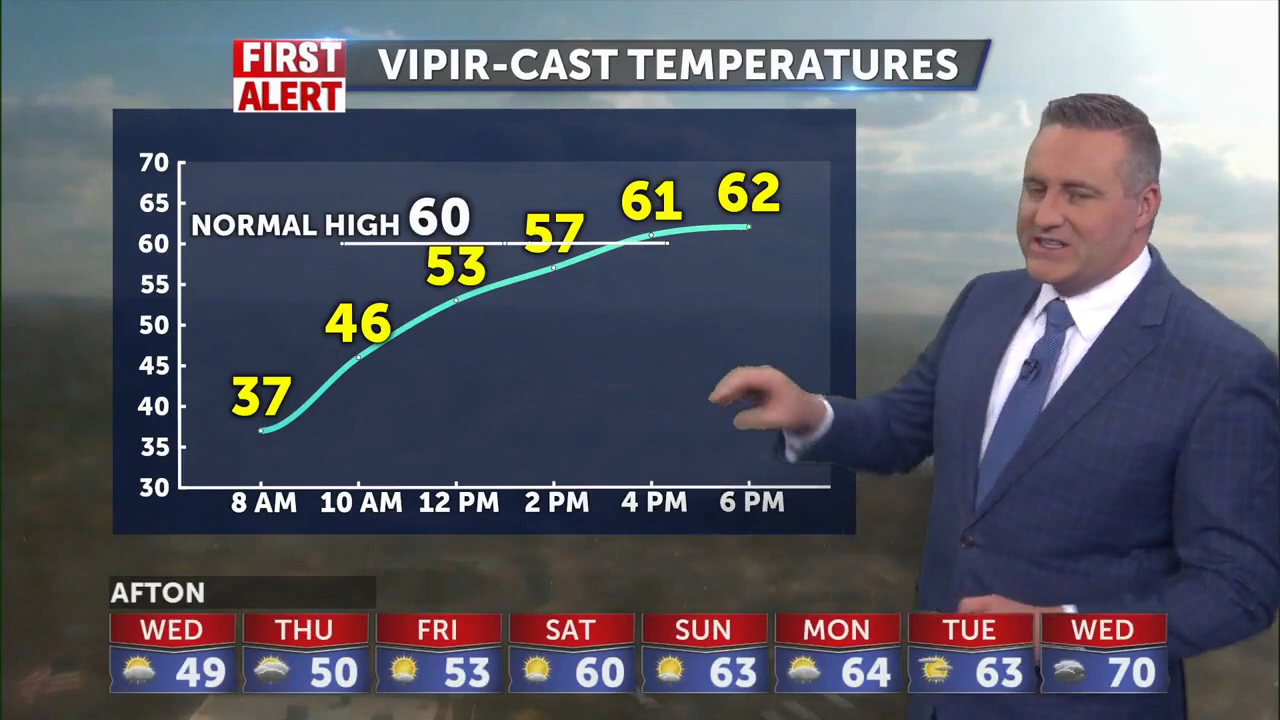 FIRST
ALERT
VIPIR-CAST TEMPERATURES
70
65
60
55
50
45
40
35
30
NORMAL HIGH 60
37
46
53
57
61
62
8 AM 10 AM 12 PM 2 PM 4 PM 6 PM
AFTON
WED THU FRI SAT SUN MON TUE WED
49 50 53 60 63 64 63 70